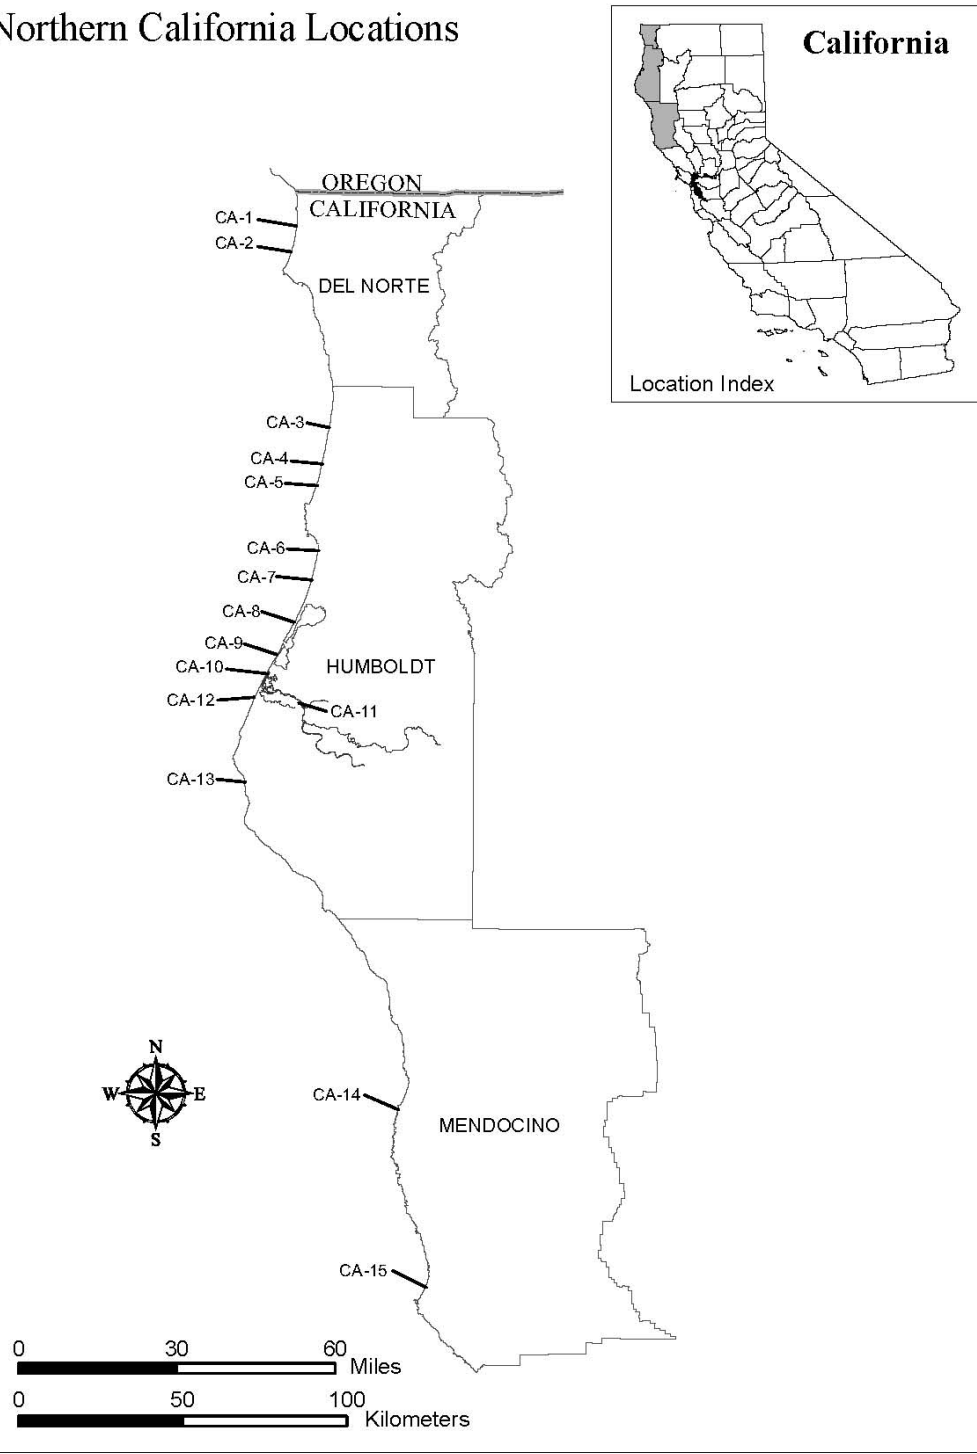 Northern California Locations
California
Location Index
OREGON
CALIFORNIA
CA-1
CA-2
DEL NORTE
CA-3
CA-4
CA-5
CA-6
CA-7
CA-8
CA-9
CA-10
HUMBOLDT
CA-12
CA-11
CA-13
N
W E
S
CA-14
MENDOCINO
CA-15
0 30 60
Miles
0 50 100
Kilometers